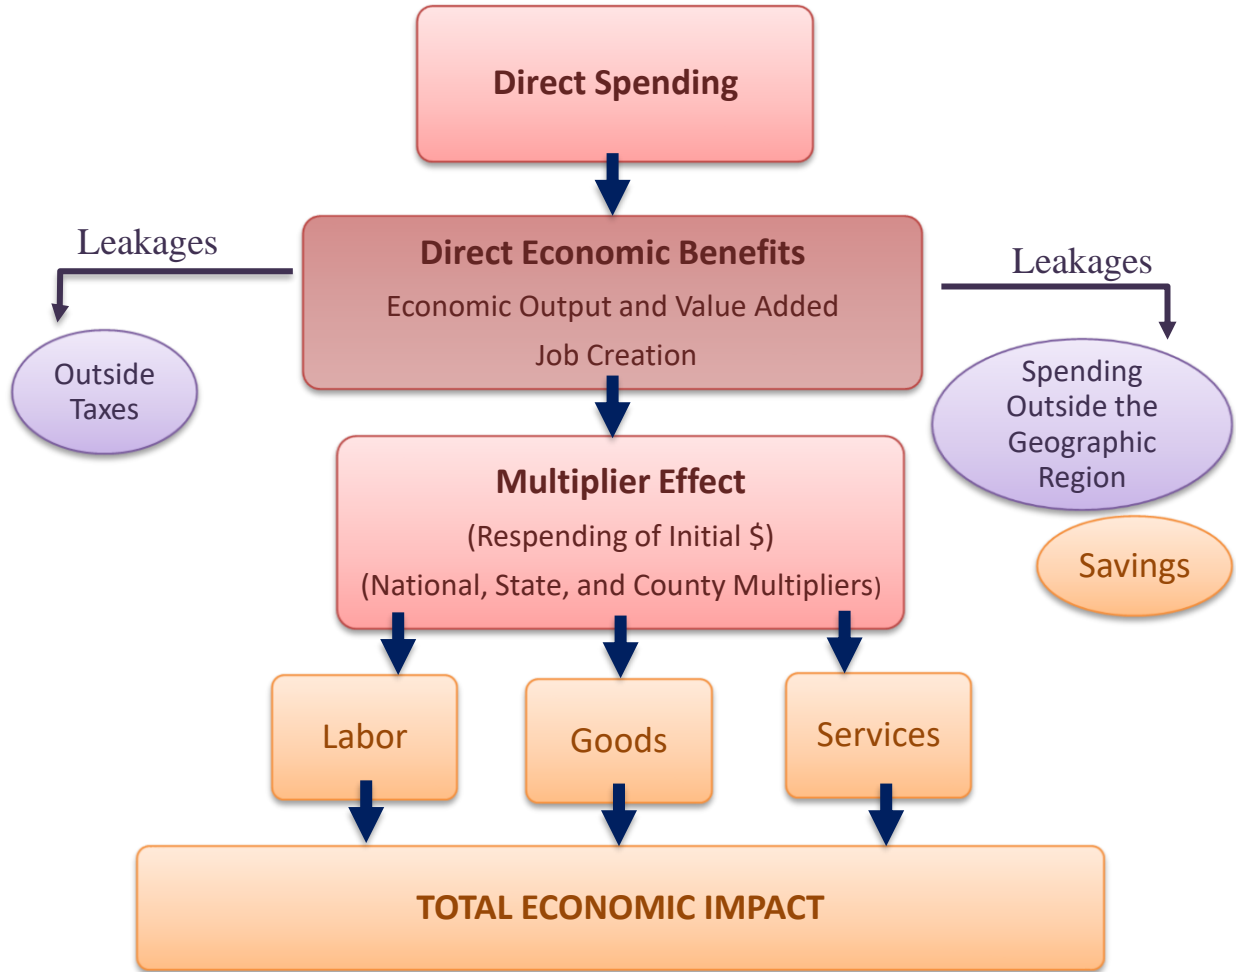 Direct Spending
Leakages
Direct Economic Benefits
Economic Output and Value Added
Job Creation
Leakages
Outside
Taxes
Spending
Outside the
Geographic
Region
Multiplier Effect
(Respending of Initial $)
(National, State, and County Multipliers)
Savings
Labor
Goods
Services
TOTAL ECONOMIC IMPACT